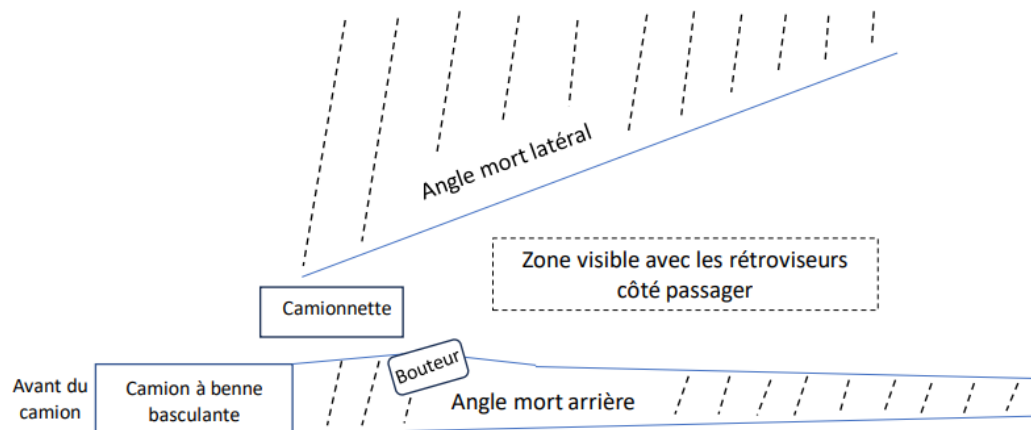 Angle mort latéral
Zone visible avec les rétroviseurs
côté passager
Camionnette
Bouteur
Avant du
camion
Camion à benne
basculante
Angle mort arrière